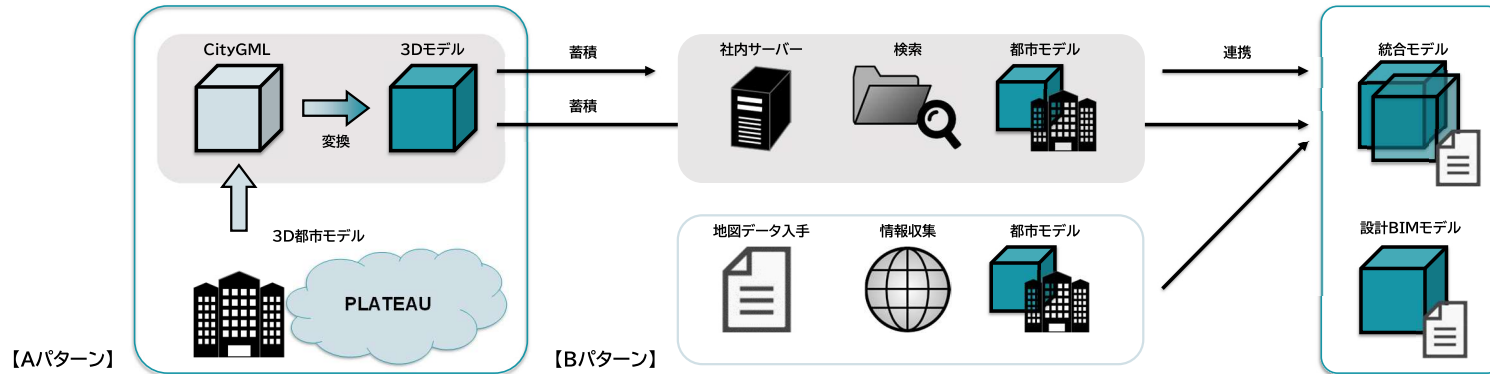 CityGML
3Dモデル
変換
3D都市モデル
PLATEAU
【Aパターン】
蓄積
蓄積
社内サーバー
検索
都市モデル
地図データ入手
情報収集
都市モデル
【Bパターン】
連携
統合モデル
設計BIMモデル